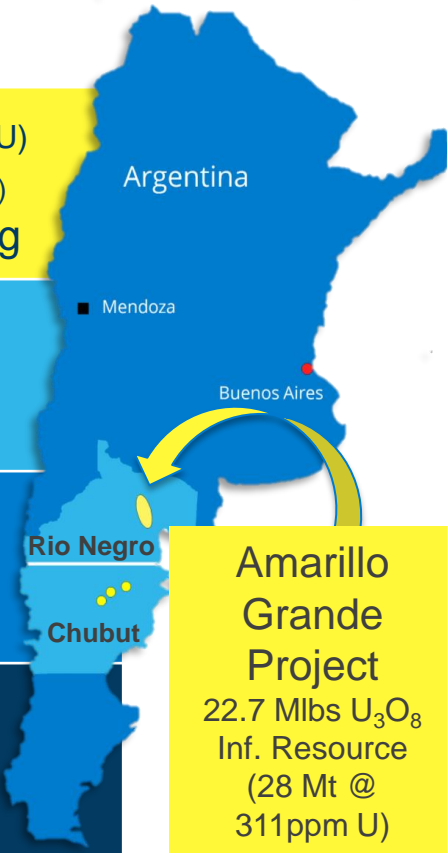 U)
)
g
Argentina
Mendoza
Buenos Aires
Rio Negro
Chubut
Amarillo
Grande
Project
22.7 Mlbs U₃O₈
Inf. Resource
(28 Mt @
311ppm U)